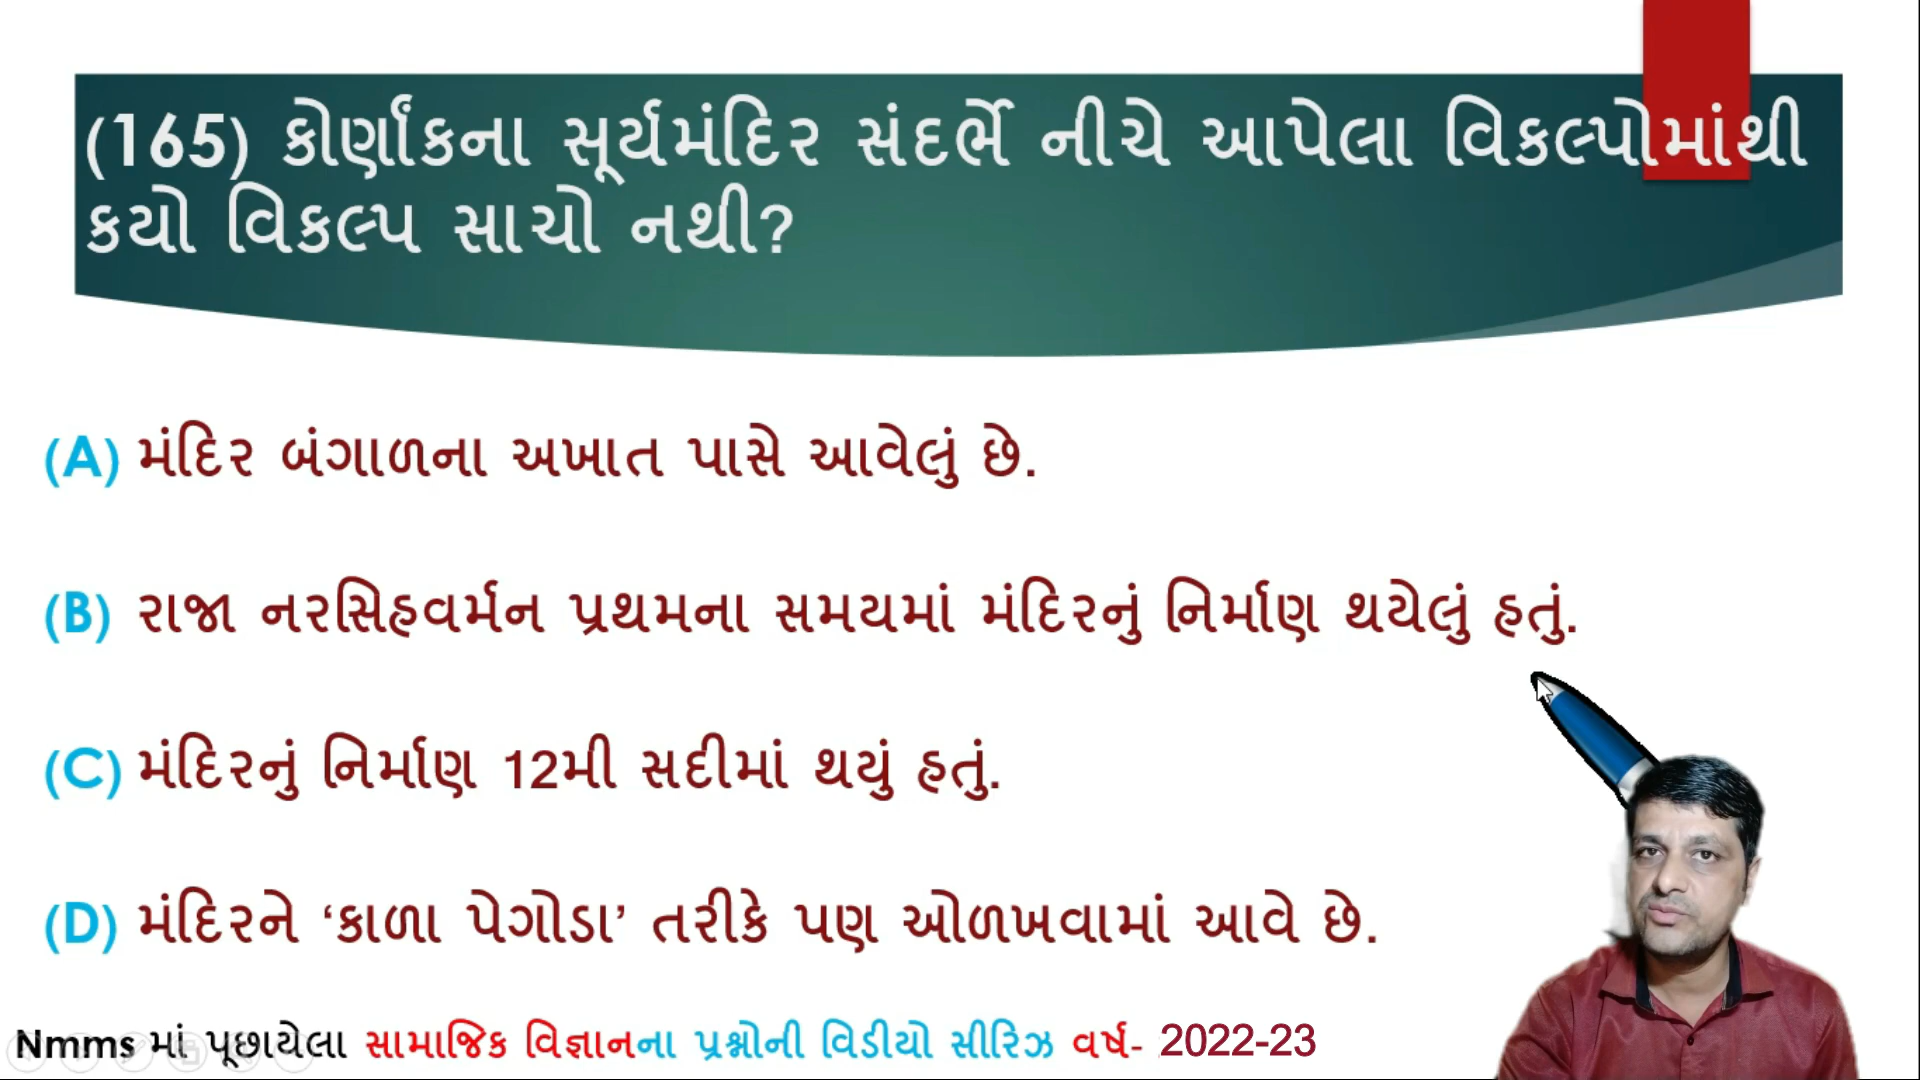 (165) કોર્ણાંકના સૂર્યમંદિર સંદર્ભે નીચે આપેલા વિકલ્પોમાંથી
કયો વિકલ્પ સાચો નથી?
(A) મંદિર બંગાળના અખાત પાસે આવેલું છે.
(B) રાજા નરસિહવર્મન પ્રથમના સમયમાં મંદિરનું નિર્માણ થયેલું હતું.
(C) મંદિરનું નિર્માણ 12મી સદીમાં થયું હતું.
(D) મંદિરને ‘કાળા પેગોડા’ તરીકે પણ ઓળખવામાં આવે છે.
Nmms માં પૂછાયેલા સામાજિક વિજ્ઞાનના પ્રશ્નોની વિડીયો સીરિઝ વર્ષ- 2022-23